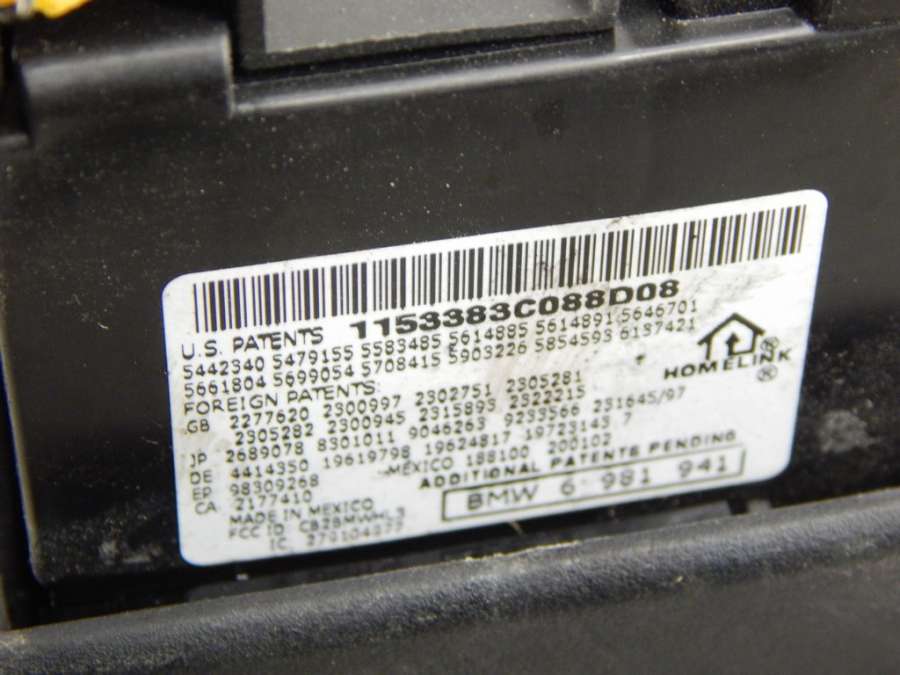 1153383C088D08
U.S. PATENTS
5442340 5479155 5583485 5614885 5614891 5646701
5661804 5699054 5708415 5903226 5854593 6137421
FOREIGN PATENTS:
GB 2277620 2300997 2302751 2305281
2305282 2300945 2315893 2322215
JP 2689078 8301011 9046263 9233566 231645/97
DE 4414350 19619798 19624817 19723143 7
EP 98309268 MEXICO 188100 200102
CA 2177410 ADDITIONAL PATENTS PENDING
MADE IN MEXICO
FCC ID
IC
BMW 6 981 941
HOMELINK
®
®